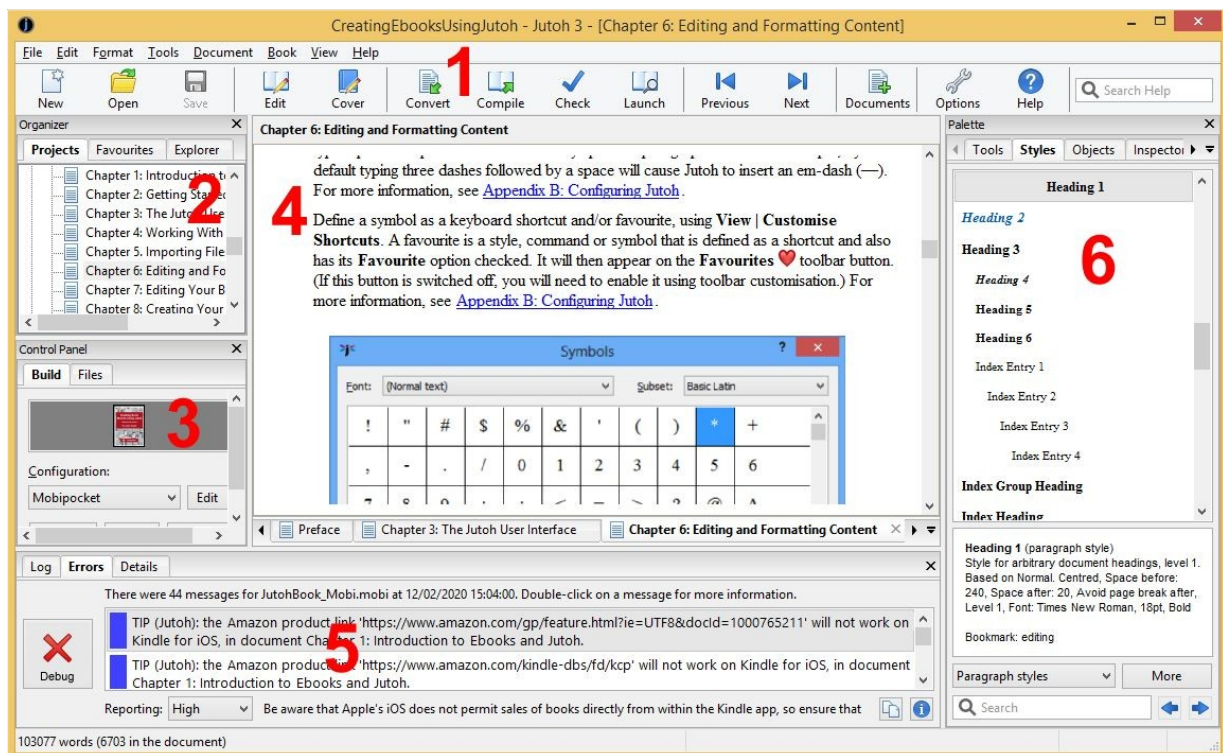 CreatingEbooksUsingJutoh - Jutoh 3 - [Chapter 6: Editing and Formatting Content]
File Edit Format Tools Document Book View Help
1
New Open Save Edit Cover Convert Compile Check Launch Previous Next Documents Options Help Search Help
Organizer
Projects Favourites Explorer
Chapter 1: Introduction to
Chapter 2: Getting Started
Chapter 3: The Jutoh Use
Chapter 4: Working With
Chapter 5. Importing File
Chapter 6: Editing and Fo
Chapter 7: Editing Your B
Chapter 8: Creating Your
2
Control Panel
Build Files
3
Configuration:
Mobipocket Edit
Chapter 6: Editing and Formatting Content
default typing three dashes followed by a space will cause Jutoh to insert an em-dash (—).
For more information, see Appendix B: Configuring Jutoh.
4
Define a symbol as a keyboard shortcut and/or favourite, using View | Customise
Shortcuts. A favourite is a style, command or symbol that is defined as a shortcut and also
has its Favourite option checked. It will then appear on the Favourites ❤ toolbar button.
(If this button is switched off, you will need to enable it using toolbar customisation.) For
more information, see Appendix B: Configuring Jutoh.
Symbols ?
Font: (Normal text) Subset: Basic Latin
! " # $ % & ' ( ) * +
, - . / 0 1 2 3 4 5 6
Preface Chapter 3: The Jutoh User Interface Chapter 6: Editing and Formatting Content
Palette
Tools Styles Objects Inspector
Heading 1
Heading 2
Heading 3
Heading 4
Heading 5
Heading 6
Index Entry 1
Index Entry 2
Index Entry 3
Index Entry 4
Index Group Heading
Index Heading
6
Heading 1 (paragraph style)
Style for arbitrary document headings, level 1.
Based on Normal. Centred, Space before:
240, Space after: 20, Avoid page break after,
Level 1, Font: Times New Roman, 18pt, Bold
Bookmark: editing
Paragraph styles More
Search
Log Errors Details
There were 44 messages for JutohBook_Mobi.mobi at 12/02/2020 15:04:00. Double-click on a message for more information.
Debug
TIP (Jutoh): the Amazon product link 'https://www.amazon.com/gp/feature.html?ie=UTF8&docId=1000765211' will not work on
Kindle for iOS, in document Chapter 1: Introduction to Ebooks and Jutoh.
5
TIP (Jutoh): the Amazon product link 'https://www.amazon.com/kindle-dbs/fd/kcp' will not work on Kindle for iOS, in document
Chapter 1: Introduction to Ebooks and Jutoh.
Reporting: High Be aware that Apple's iOS does not permit sales of books directly from within the Kindle app, so ensure that
103077 words (6703 in the document)